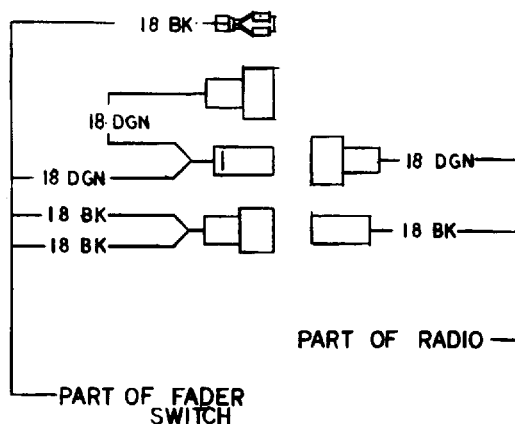 18 BK
18 DGN
18 DGN
18 DGN
18 BK
18 BK
18 BK
PART OF RADIO
PART OF FADER
SWITCH